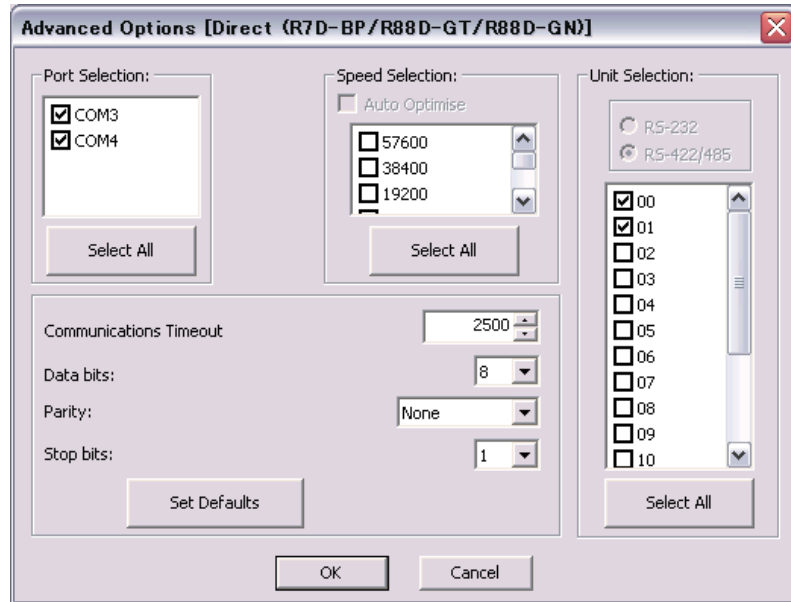 Advanced Options [Direct (R7D-BP/R88D-GT/R88D-GN)]
Port Selection:
COM3
COM4
Select All
Speed Selection:
Auto Optimise
57600
38400
19200
Select All
Unit Selection:
RS-232
RS-422/485
00
01
02
03
04
05
06
07
08
09
10
Select All
Communications Timeout 2500
Data bits: 8
Parity: None
Stop bits: 1
Set Defaults
OK
Cancel